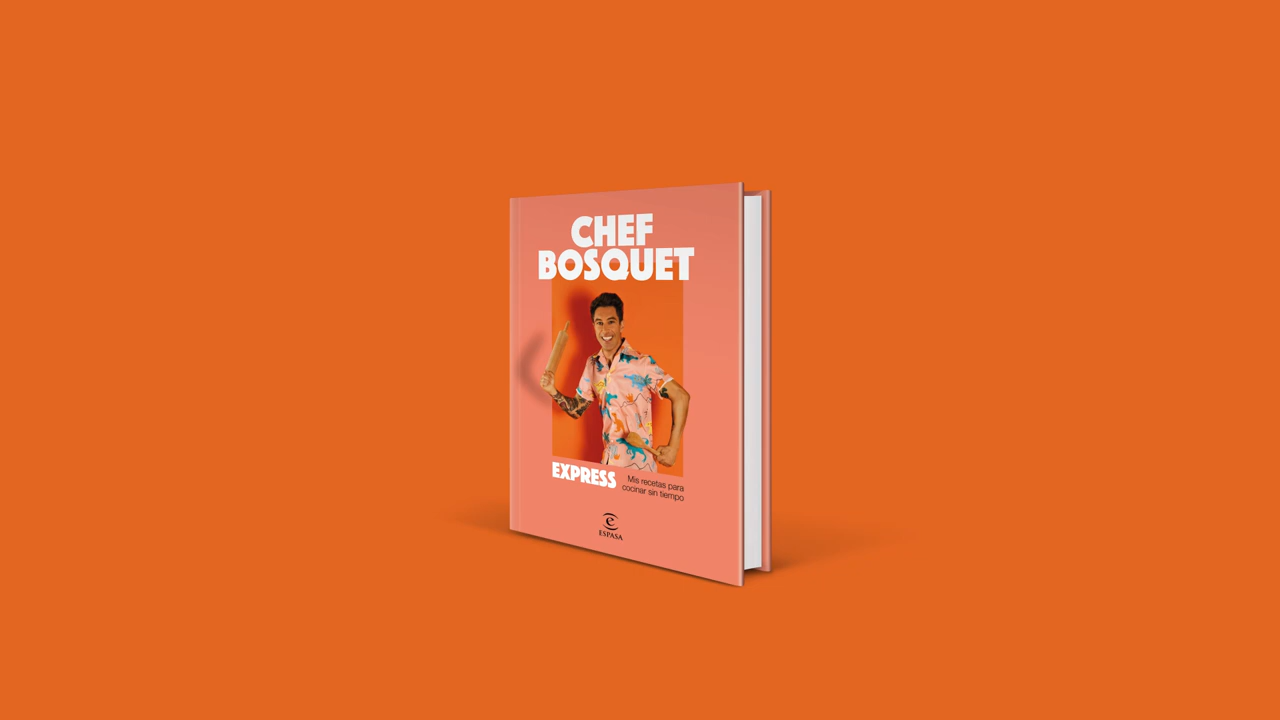 CHEF
BOSQUET
EXPRESS
Mis recetas para
cocinar sin tiempo
e
ESPASA